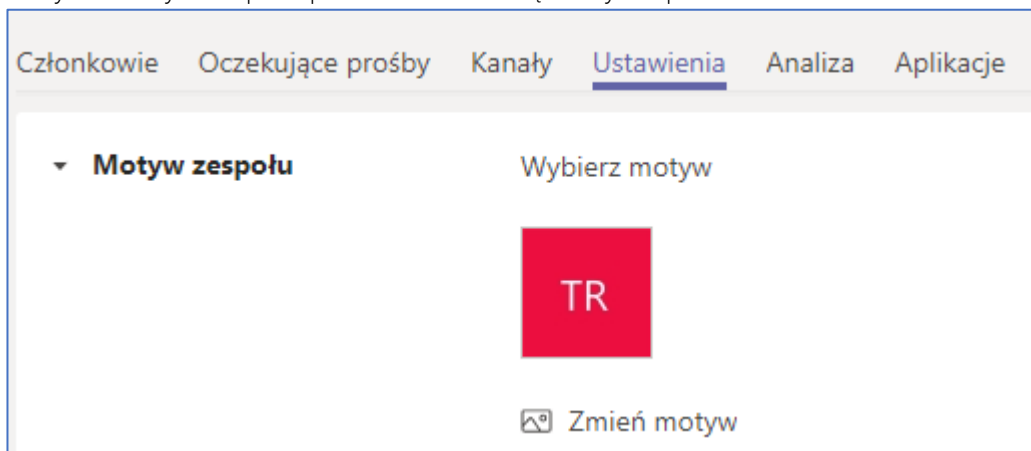 Członkowie Oczekujące prośby Kanały Ustawienia Analiza Aplikacje
Motyw zespołu Wybierz motyw
TR
Zmień motyw